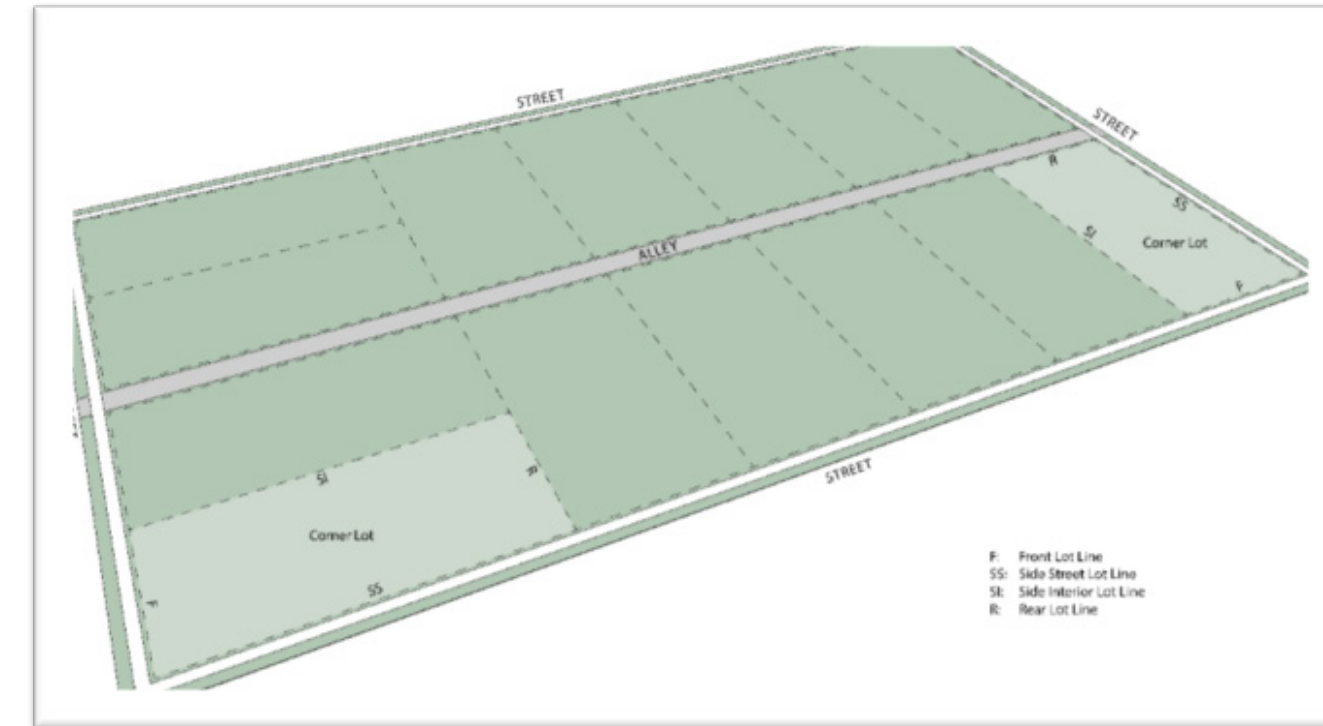 STREET
STREET
R
SS
SI
Corner Lot
F
ALLEY
STREET
SI
R
Corner Lot
SS
F
F: Front Lot Line
SS: Side Street Lot Line
SI: Side Interior Lot Line
R: Rear Lot Line